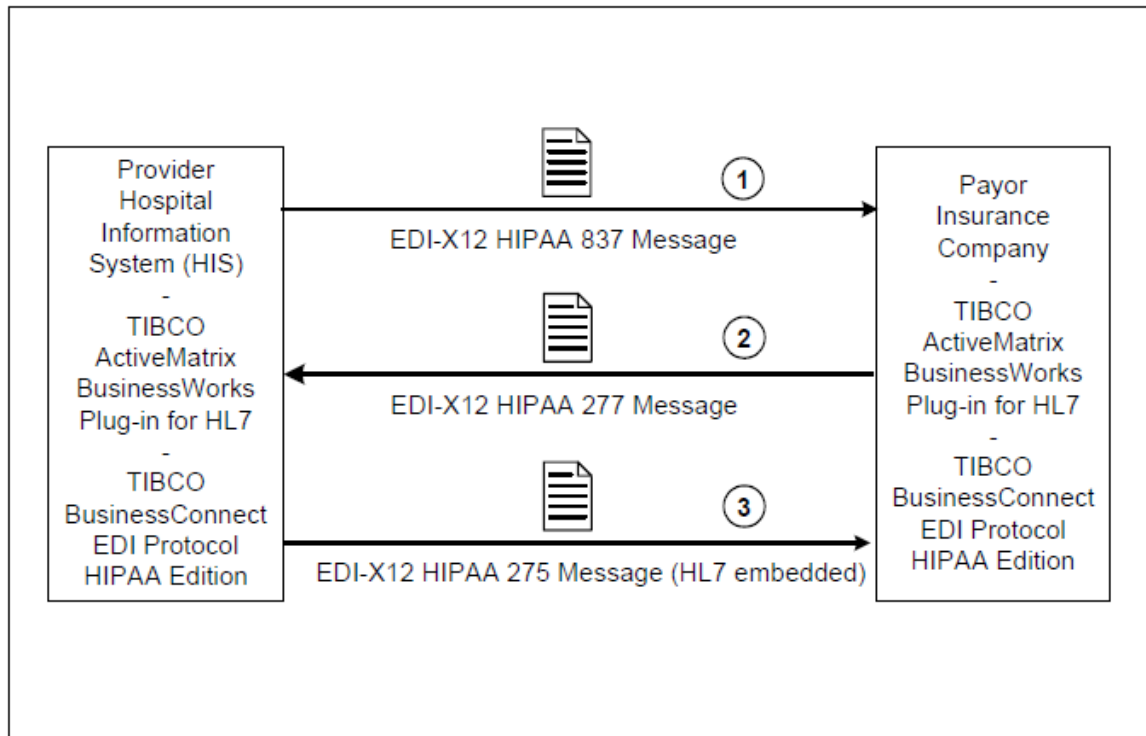 Provider
Hospital
Information
System (HIS)
-
TIBCO
ActiveMatrix
BusinessWorks
Plug-in for HL7
-
TIBCO
BusinessConnect
EDI Protocol
HIPAA Edition
1
EDI-X12 HIPAA 837 Message
2
EDI-X12 HIPAA 277 Message
3
EDI-X12 HIPAA 275 Message (HL7 embedded)
Payor
Insurance
Company
-
TIBCO
ActiveMatrix
BusinessWorks
Plug-in for HL7
-
TIBCO
BusinessConnect
EDI Protocol
HIPAA Edition